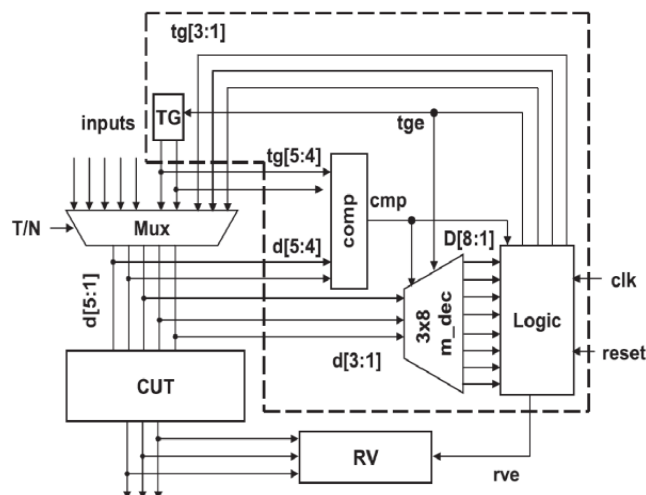 tg[3:1]
inputs
TG
tge
tg[5:4]
comp
cmp
T/N
Mux
d[5:4]
D[8:1]
d[5:1]
3x8
m_dec
Logic
clk
d[3:1]
reset
CUT
RV
rve